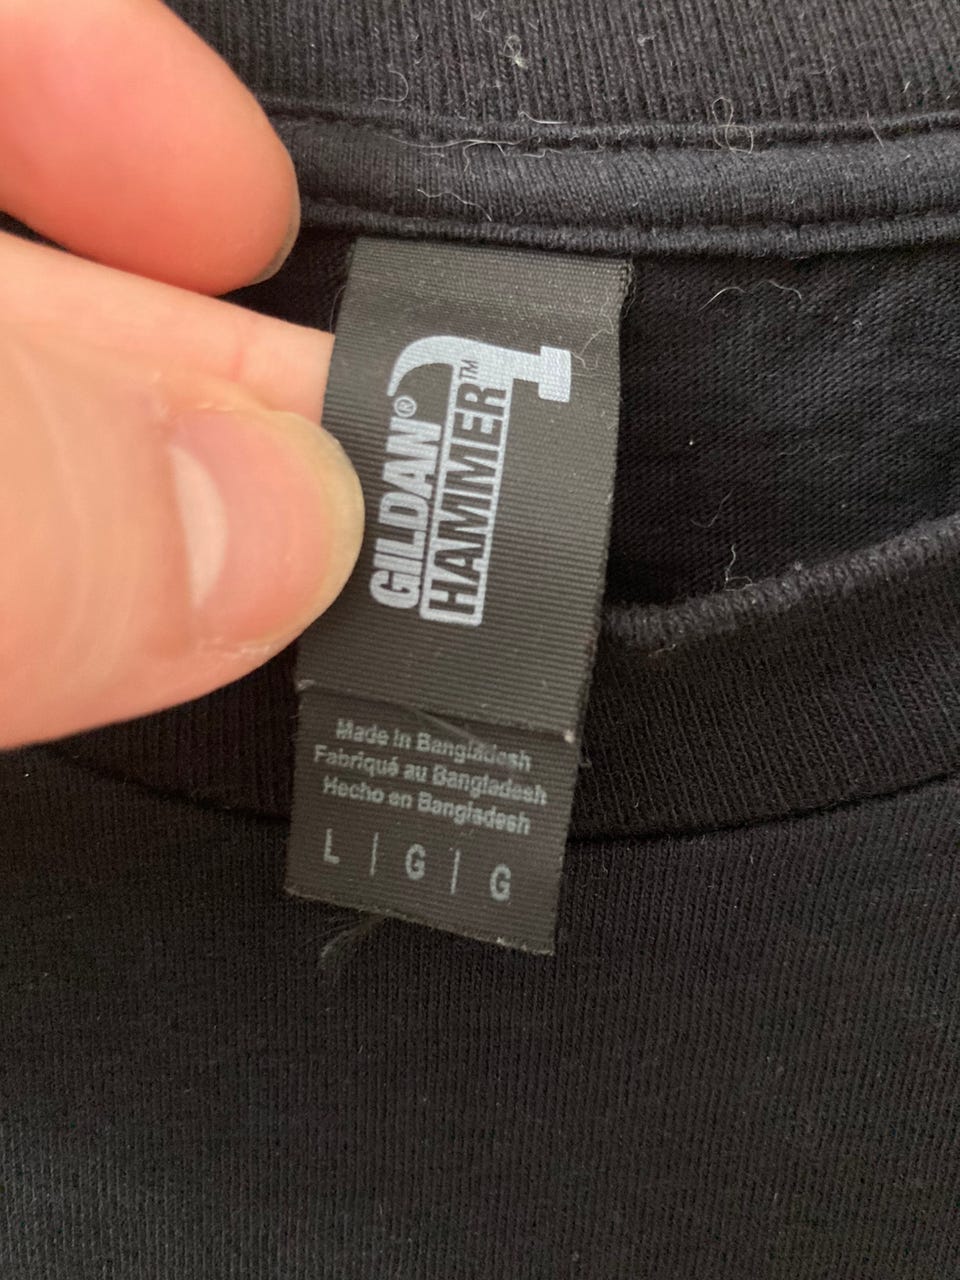 GILDAN®
HAMMER™
Made in Bangladesh
Fabriqué au Bangladesh
Hecho en Bangladesh
L | G | G